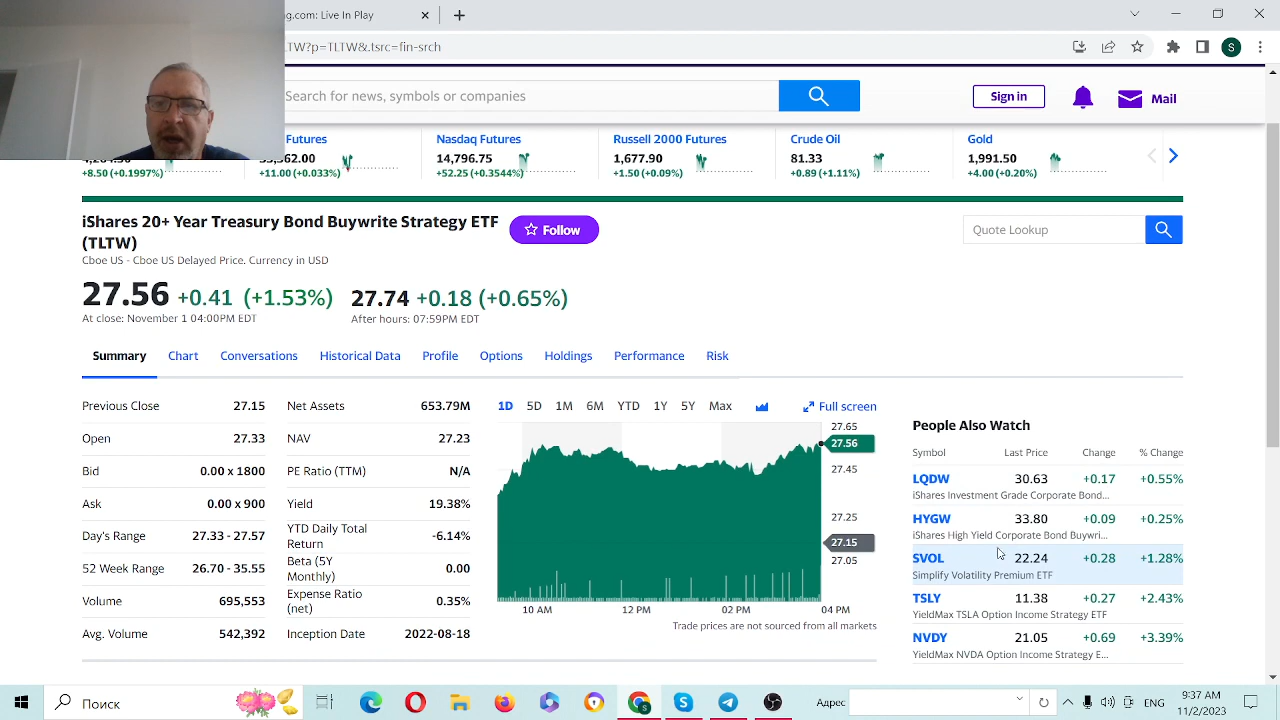 ng.com Ltd
TW?p=TLTW&.tsrc=fin-srch
S
Search for news, symbols or companies
Sign in
Mail
Futures
Nasdaq Futures
Russell 2000 Futures
Crude Oil
Gold
14,796.75
1,677.90
81.33
1,991.50
+8.50 (+0.1997%)
+11.00 (+0.033%)
+52.25 (+0.3544%)
+1.50 (+0.09%)
+0.89 (+1.11%)
+4.00 (+0.20%)
iShares 20+ Year Treasury Bond Buywrite Strategy ETF
(TLTW)
Follow
Quote Lookup
Cboe US - Cboe US Delayed Price. Currency in USD
27.56 +0.41 (+1.53%)
27.74 +0.18 (+0.65%)
At close: November 1 04:00PM EDT
After hours: 07:59PM EDT
Summary
Chart
Conversations
Historical Data
Profile
Options
Holdings
Performance
Risk
Previous Close 27.15
Open 27.33
Bid 0.00 x 1800
Ask 0.00 x 900
Day's Range 27.33 - 27.57
52 Week Range 26.70 - 35.55
Volume 695,553
Avg. Volume 542,392
Net Assets 653.79M
NAV 27.23
PE Ratio (TTM) N/A
Yield 19.38%
YTD Daily Total
Return -6.14%
Beta (5Y
Monthly) 0.00
Expense Ratio
(net) 0.35%
Inception Date 2022-08-18
1D 5D 1M 6M YTD 1Y 5Y Max
Full screen
27.65
27.56
27.45
27.25
27.15
27.05
10 AM 12 PM 02 PM 04 PM
Trade prices are not sourced from all markets
People Also Watch
Symbol Last Price Change % Change
LQDW 30.63 +0.17 +0.55%
iShares Investment Grade Corporate Bond...
HYGW 33.80 +0.09 +0.25%
iShares High Yield Corporate Bond Buywri...
SVOL 22.24 +0.28 +1.28%
Simplify Volatility Premium ETF
TSLY 11.38 +0.27 +2.43%
YieldMax TSLA Option Income Strategy ETF
NVDY 21.05 +0.69 +3.39%
YieldMax NVDA Option Income Strategy E...
Поиск
Адрес
ENG
9:37 AM
11/2/2023